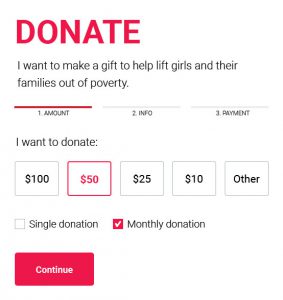 DONATE
I want to make a gift to help lift girls and their
families out of poverty.
1. AMOUNT 2. INFO 3. PAYMENT
I want to donate:
$100 $50 $25 $10 Other
Single donation Monthly donation
Continue